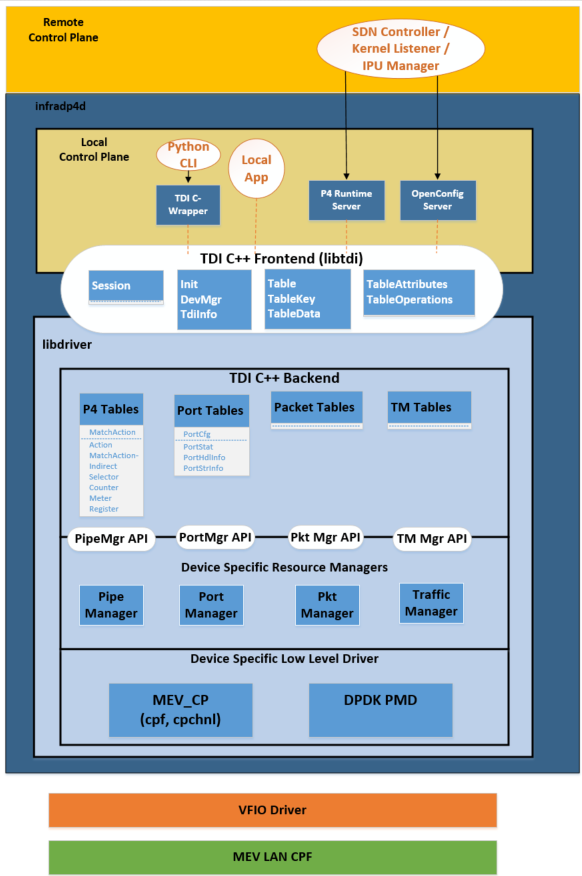 Remote
Control Plane
SDN Controller /
Kernel Listener /
IPU Manager
infradp4d
Local
Control Plane
Python
CLI
Local
App
TDI C-
Wrapper
P4 Runtime
Server
OpenConfig
Server
TDI C++ Frontend (libtdi)
Session
Init
DevMgr
TdiInfo
Table
TableKey
TableData
TableAttributes
TableOperations
libdriver
TDI C++ Backend
P4 Tables
MatchAction
Action
MatchAction-
Indirect
Selector
Counter
Meter
Register
Port Tables
PortCfg
PortStat
PortHdlInfo
PortStrInfo
Packet Tables
TM Tables
PipeMgr API
PortMgr API
Pkt Mgr API
TM Mgr API
Device Specific Resource Managers
Pipe
Manager
Port
Manager
Pkt
Manager
Traffic
Manager
Device Specific Low Level Driver
MEV_CP
(cpf, cpchnl)
DPDK PMD
VFIO Driver
MEV LAN CPF